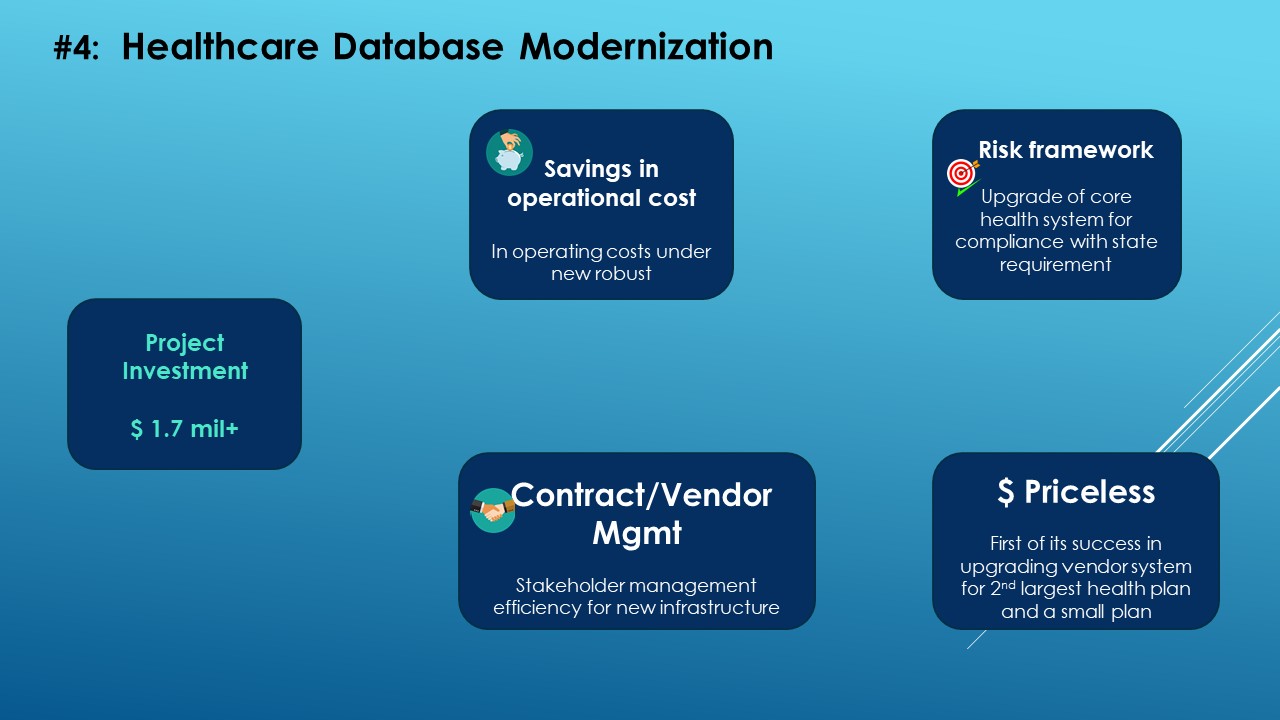 #4: Healthcare Database Modernization
Savings in
operational cost
In operating costs under
new robust
Risk framework
Upgrade of core
health system for
compliance with state
requirement
Project
Investment
$ 1.7 mil+
Contract/Vendor
Mgmt
Stakeholder management
efficiency for new infrastructure
$ Priceless
First of its success in
upgrading vendor system
for 2nd largest health plan
and a small plan